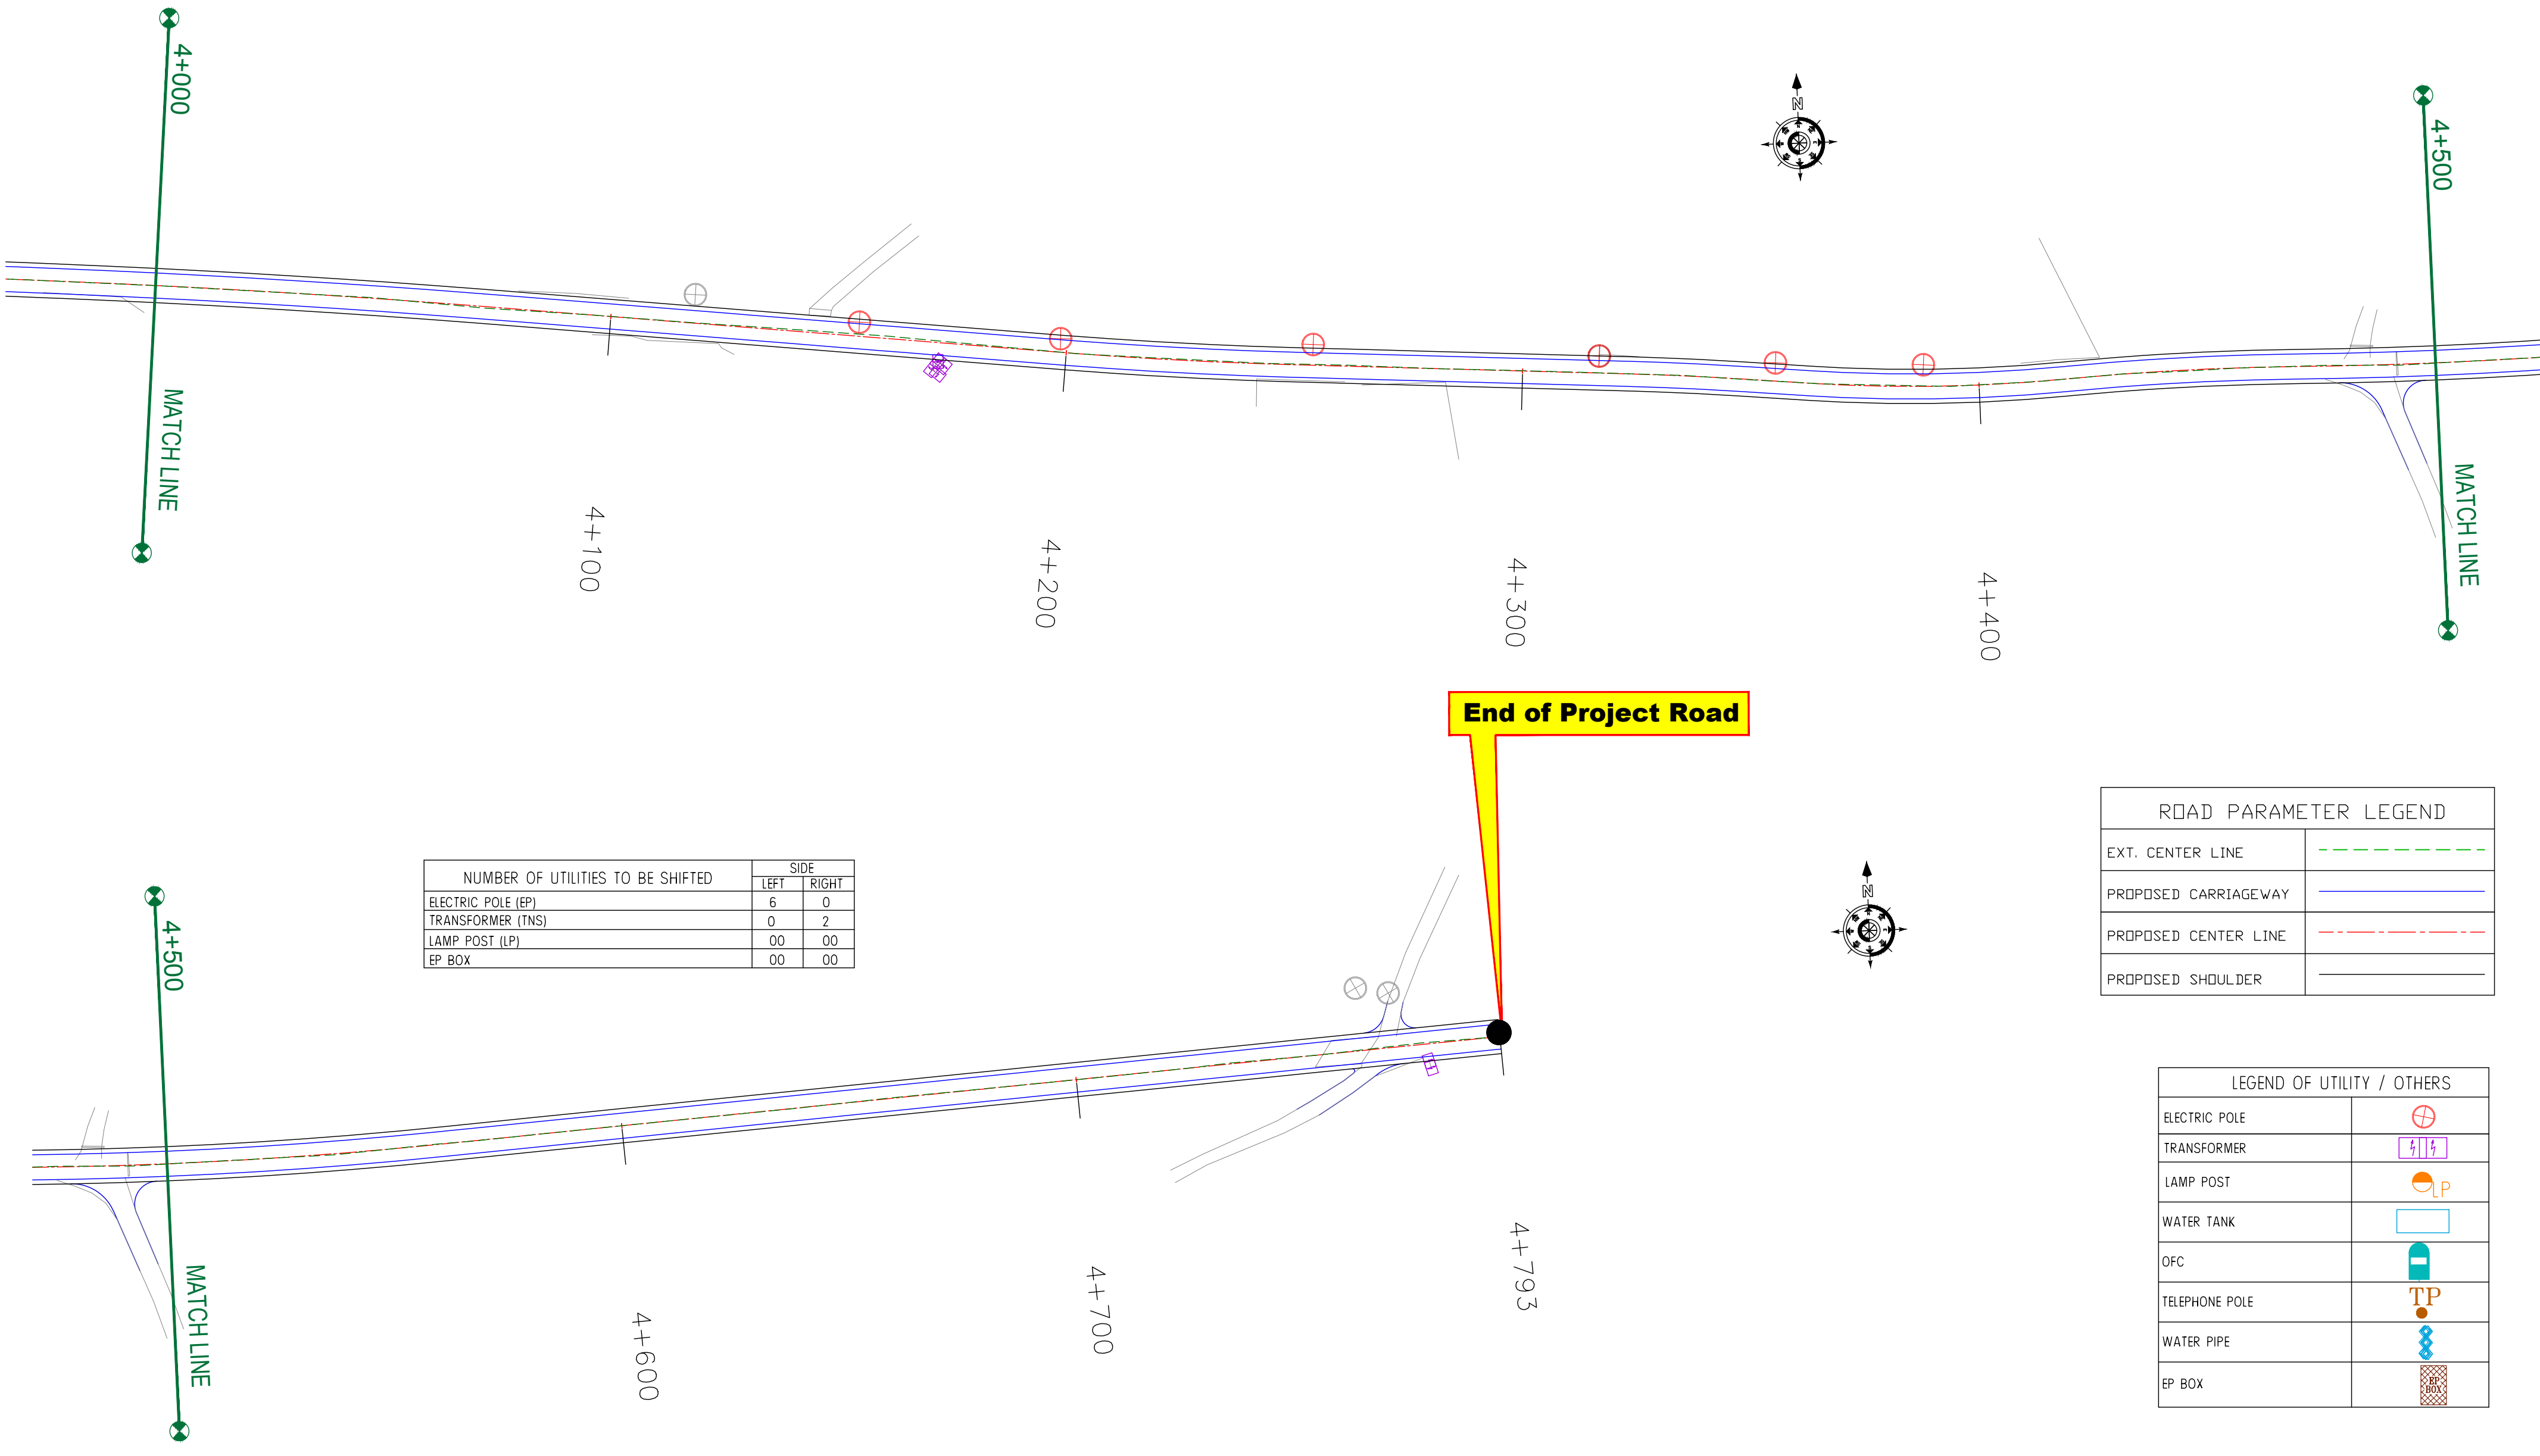 4+000
MATCH LINE
N
4+500
MATCH LINE
4+100
4+200
4+300
4+400
End of Project Road
NUMBER OF UTILITIES TO BE SHIFTED SIDE
LEFT RIGHT
ELECTRIC POLE (EP) 6 0
TRANSFORMER (TNS) 0 2
LAMP POST (LP) 00 00
EP BOX 00 00
ROAD PARAMETER LEGEND
EXT. CENTER LINE
PROPOSED CARRIAGEWAY
PROPOSED CENTER LINE
PROPOSED SHOULDER
N
4+500
MATCH LINE
4+600
4+700
4+793
LEGEND OF UTILITY / OTHERS
ELECTRIC POLE
TRANSFORMER
LAMP POST LP
WATER TANK
OFC
TELEPHONE POLE TP
WATER PIPE
EP BOX EP BOX